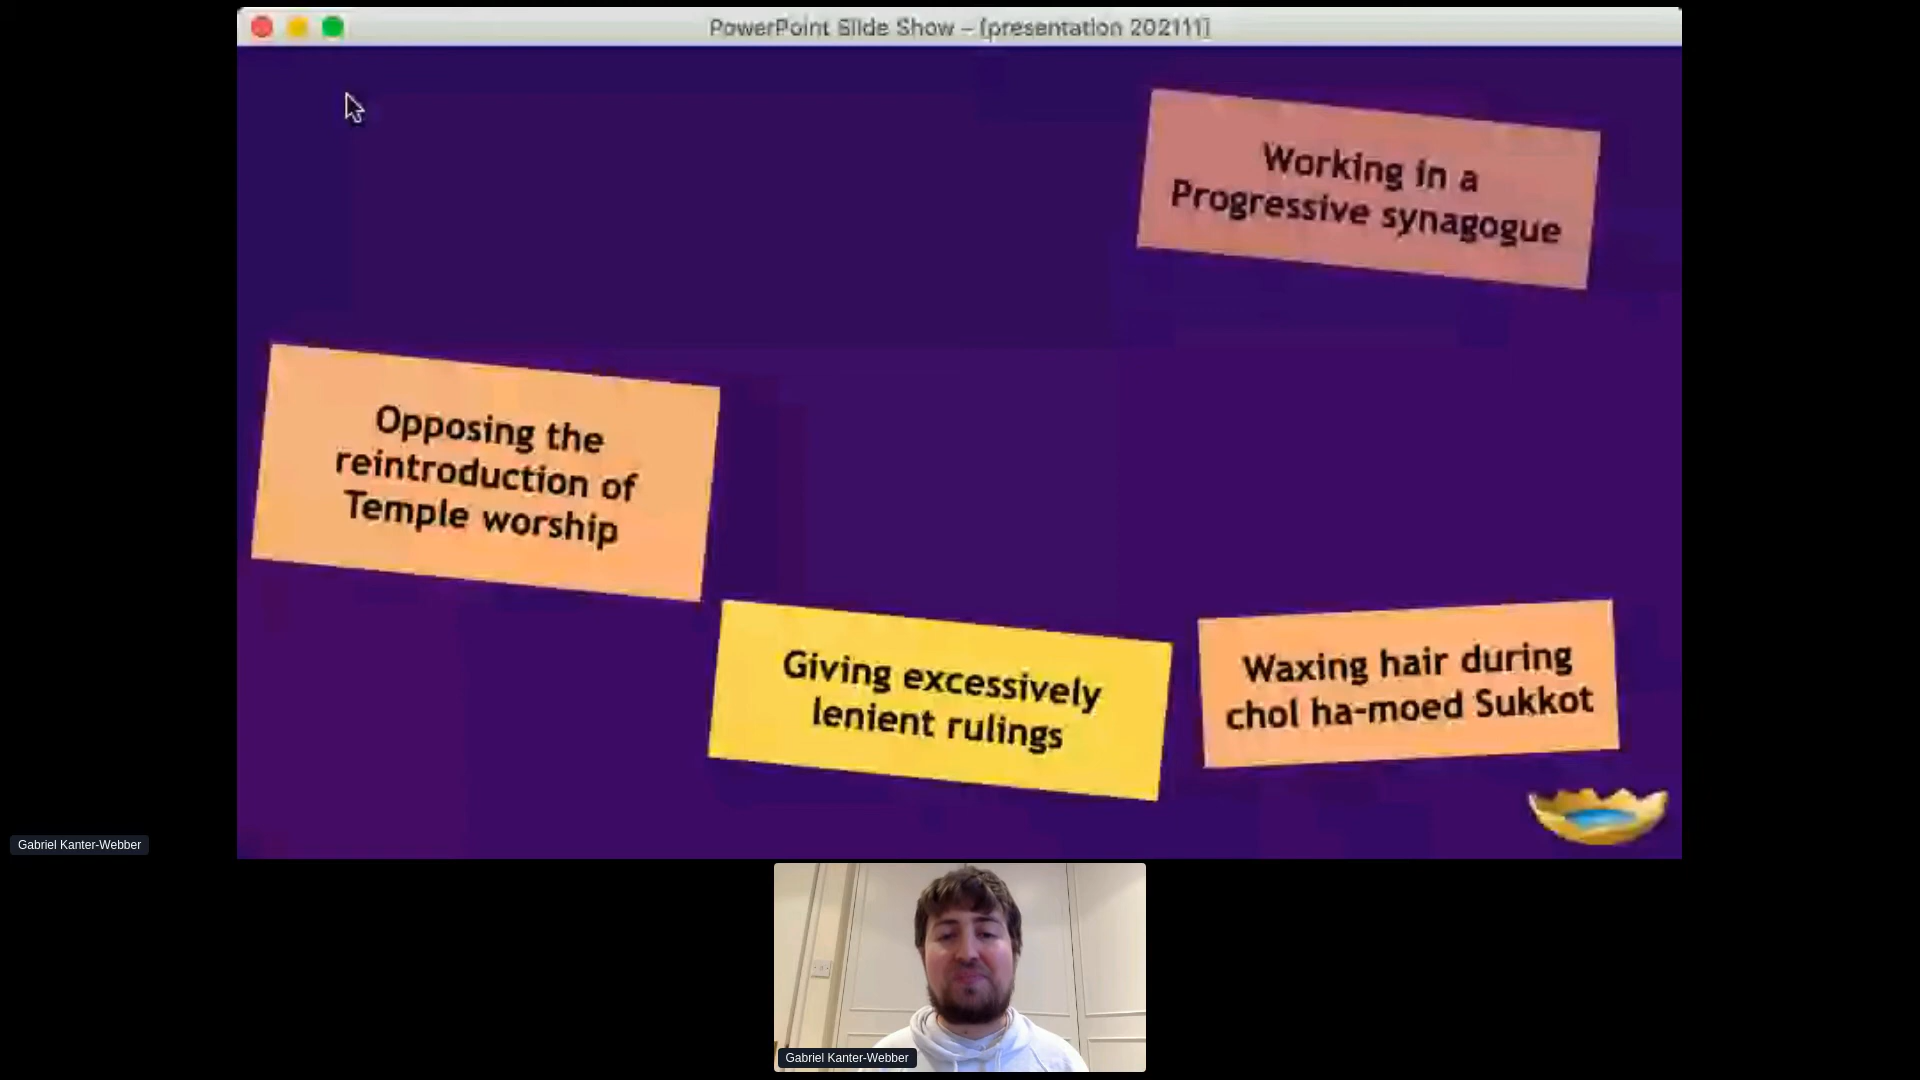 PowerPoint Slide Show – [presentation 202111]
Working in a
Progressive synagogue
Opposing the
reintroduction of
Temple worship
Giving excessively
lenient rulings
Waxing hair during
chol ha-moed Sukkot
Gabriel Kanter-Webber
Gabriel Kanter-Webber